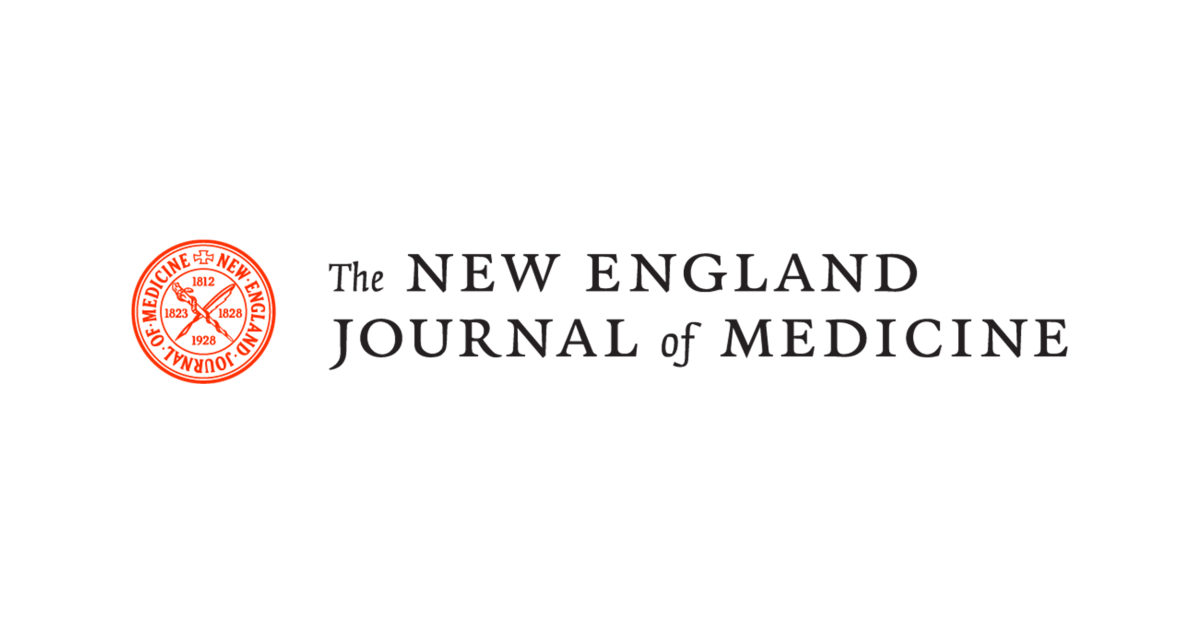 NEW·ENGLAND·JOURNAL·OF·MEDICINE
1812
1823 1828
1928
The NEW ENGLAND
JOURNAL of MEDICINE